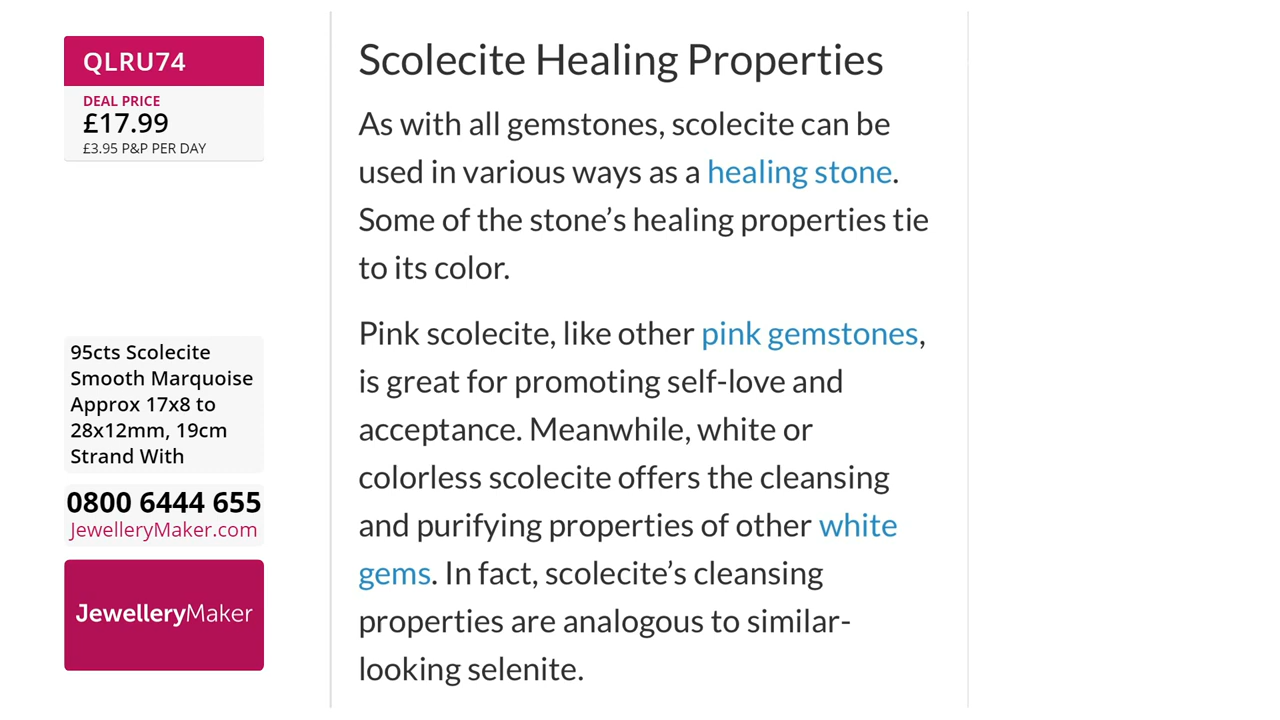 QLRU74
DEAL PRICE
£17.99
£3.95 P&P PER DAY
95cts Scolecite
Smooth Marquoise
Approx 17x8 to
28x12mm, 19cm
Strand With
0800 6444 655
JewelleryMaker.com
JewelleryMaker
Scolecite Healing Properties
As with all gemstones, scolecite can be
used in various ways as a healing stone.
Some of the stone’s healing properties tie
to its color.
Pink scolecite, like other pink gemstones,
is great for promoting self-love and
acceptance. Meanwhile, white or
colorless scolecite offers the cleansing
and purifying properties of other white
gems. In fact, scolecite’s cleansing
properties are analogous to similar-
looking selenite.